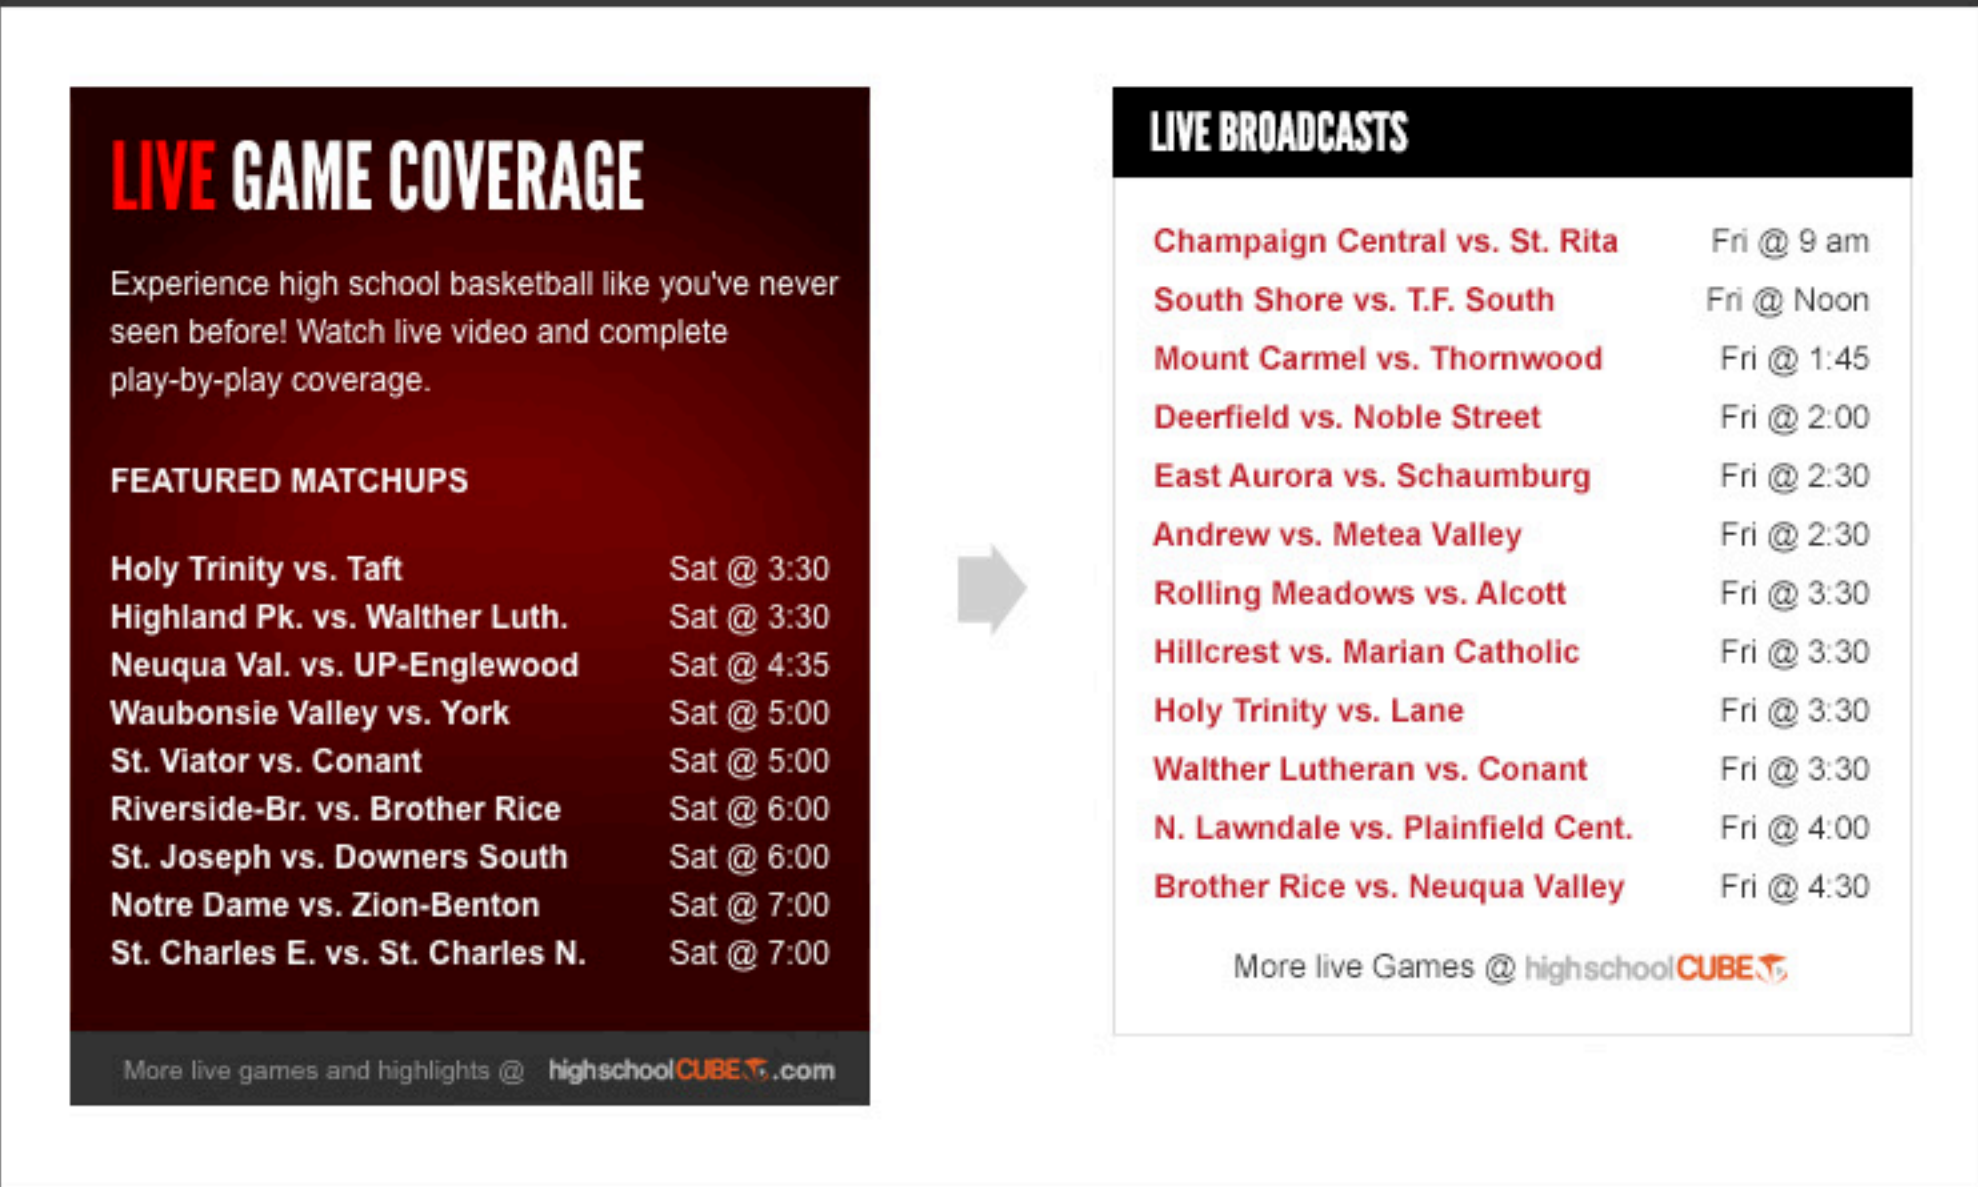 LIVE GAME COVERAGE
Experience high school basketball like you've never
seen before! Watch live video and complete
play-by-play coverage.
FEATURED MATCHUPS
Holy Trinity vs. Taft Sat @ 3:30
Highland Pk. vs. Walther Luth. Sat @ 3:30
Neuqua Val. vs. UP-Englewood Sat @ 4:35
Waubonsie Valley vs. York Sat @ 5:00
St. Viator vs. Conant Sat @ 5:00
Riverside-Br. vs. Brother Rice Sat @ 6:00
St. Joseph vs. Downers South Sat @ 6:00
Notre Dame vs. Zion-Benton Sat @ 7:00
St. Charles E. vs. St. Charles N. Sat @ 7:00
More live games and highlights @ highschoolCUBE.com
LIVE BROADCASTS
Champaign Central vs. St. Rita Fri @ 9 am
South Shore vs. T.F. South Fri @ Noon
Mount Carmel vs. Thornwood Fri @ 1:45
Deerfield vs. Noble Street Fri @ 2:00
East Aurora vs. Schaumburg Fri @ 2:30
Andrew vs. Metea Valley Fri @ 2:30
Rolling Meadows vs. Alcott Fri @ 3:30
Hillcrest vs. Marian Catholic Fri @ 3:30
Holy Trinity vs. Lane Fri @ 3:30
Walther Lutheran vs. Conant Fri @ 3:30
N. Lawndale vs. Plainfield Cent. Fri @ 4:00
Brother Rice vs. Neuqua Valley Fri @ 4:30
More live Games @ highschoolCUBE